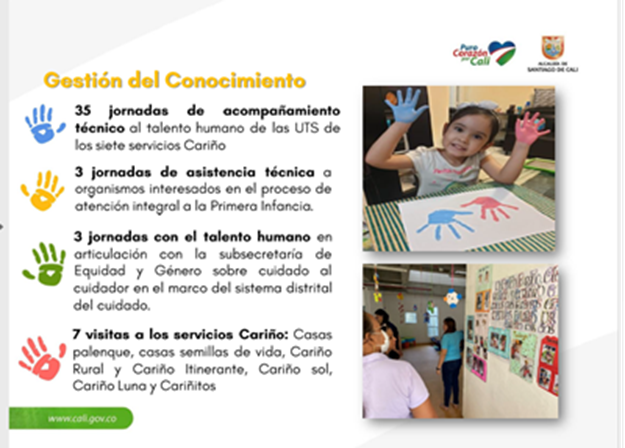 Puro
Corazón
por
Cali
ALCALDÍA DE
SANTIAGO DE CALI
Gestión del Conocimiento
35 jornadas de acompañamiento
técnico al talento humano de las UTS de
los siete servicios Cariño
3 jornadas de asistencia técnica a
organismos interesados en el proceso de
atención integral a la Primera Infancia.
3 jornadas con el talento humano en
articulación con la subsecretaría de
Equidad y Género sobre cuidado al
cuidador en el marco del sistema distrital
del cuidado.
7 visitas a los servicios Cariño: Casas
palenque, casas semillas de vida, Cariño
Rural y Cariño Itinerante, Cariño sol,
Cariño Luna y Cariñitos
www.cali.gov.co